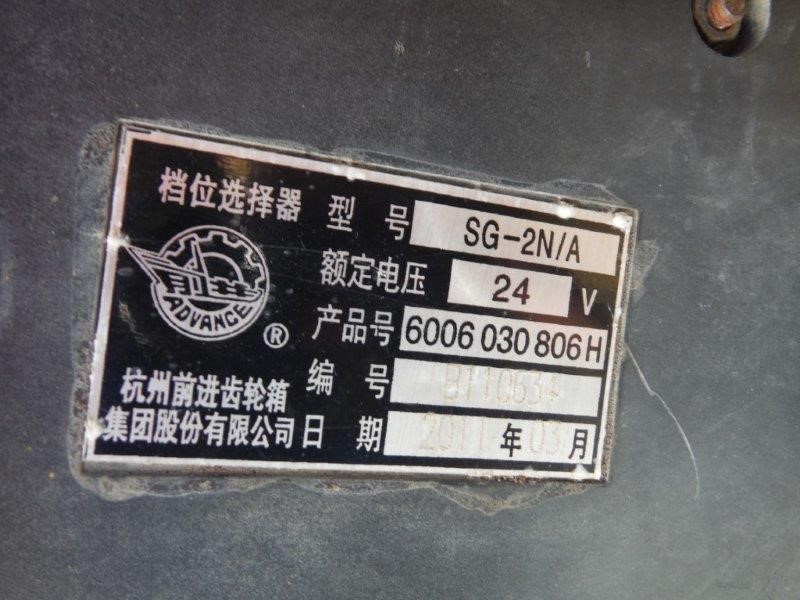 档位选择器
ADVANCE
®
杭州前进齿轮箱
集团股份有限公司
型 号 SG-2N/A
额定电压 24 V
产品号 6006 030 806H
编 号 B110534
日 期 2011 年 03 月